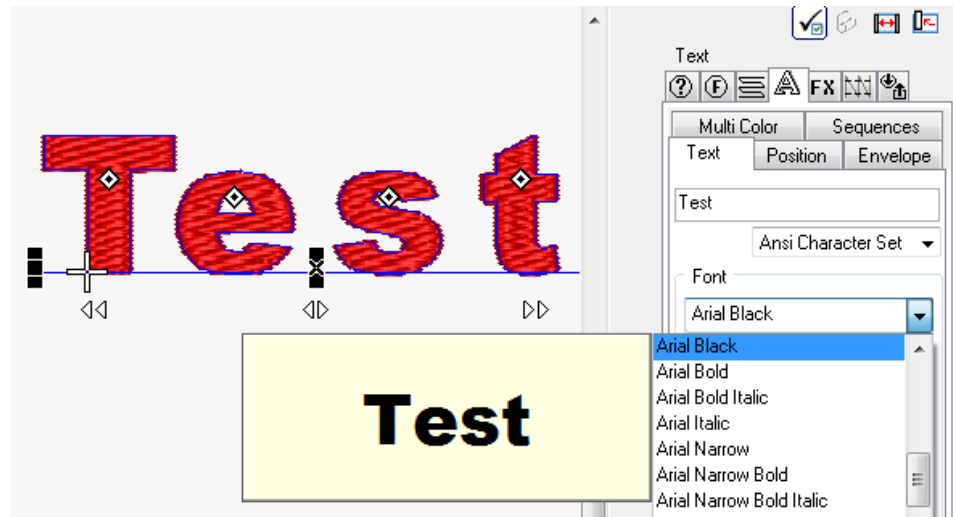 Text
? F A FX
Multi Color Sequences
Text Position Envelope
Test
Test
Ansi Character Set
Font
Arial Black
Arial Black
Arial Bold
Arial Bold Italic
Arial Italic
Arial Narrow
Arial Narrow Bold
Arial Narrow Bold Italic
Test